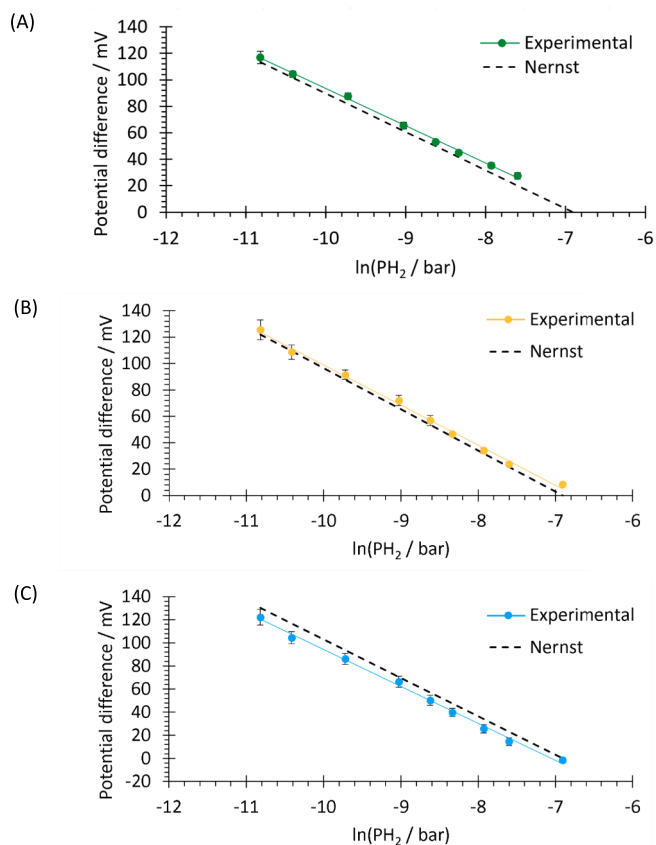 (A)
Potential difference / mV
140
120
100
80
60
40
20
0
Experimental
Nernst
-12 -11 -10 -9 -8 -7 -6
ln(PH₂ / bar)
(B)
Potential difference / mV
140
120
100
80
60
40
20
0
Experimental
Nernst
-12 -11 -10 -9 -8 -7 -6
ln(PH₂ / bar)
(C)
Potential difference / mV
140
120
100
80
60
40
20
0
-20
Experimental
Nernst
-12 -11 -10 -9 -8 -7 -6
ln(PH₂ / bar)